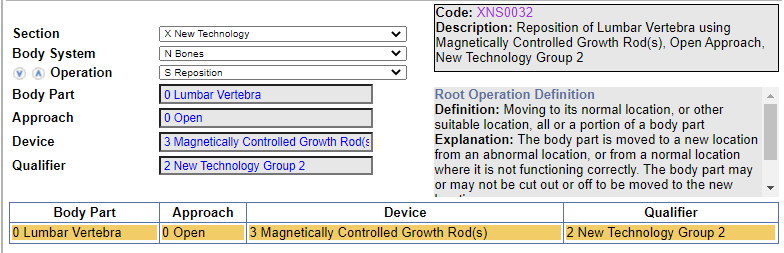 Section X New Technology
Body System N Bones
Operation S Reposition
Body Part 0 Lumbar Vertebra
Approach 0 Open
Device 3 Magnetically Controlled Growth Rod(s
Qualifier 2 New Technology Group 2
Code: XNS0032
Description: Reposition of Lumbar Vertebra using
Magnetically Controlled Growth Rod(s), Open Approach,
New Technology Group 2
Root Operation Definition
Definition: Moving to its normal location, or other
suitable location, all or a portion of a body part
Explanation: The body part is moved to a new location
from an abnormal location, or from a normal location
where it is not functioning correctly. The body part may
or may not be cut out or off to be moved to the new
Body Part Approach Device Qualifier
0 Lumbar Vertebra 0 Open 3 Magnetically Controlled Growth Rod(s) 2 New Technology Group 2